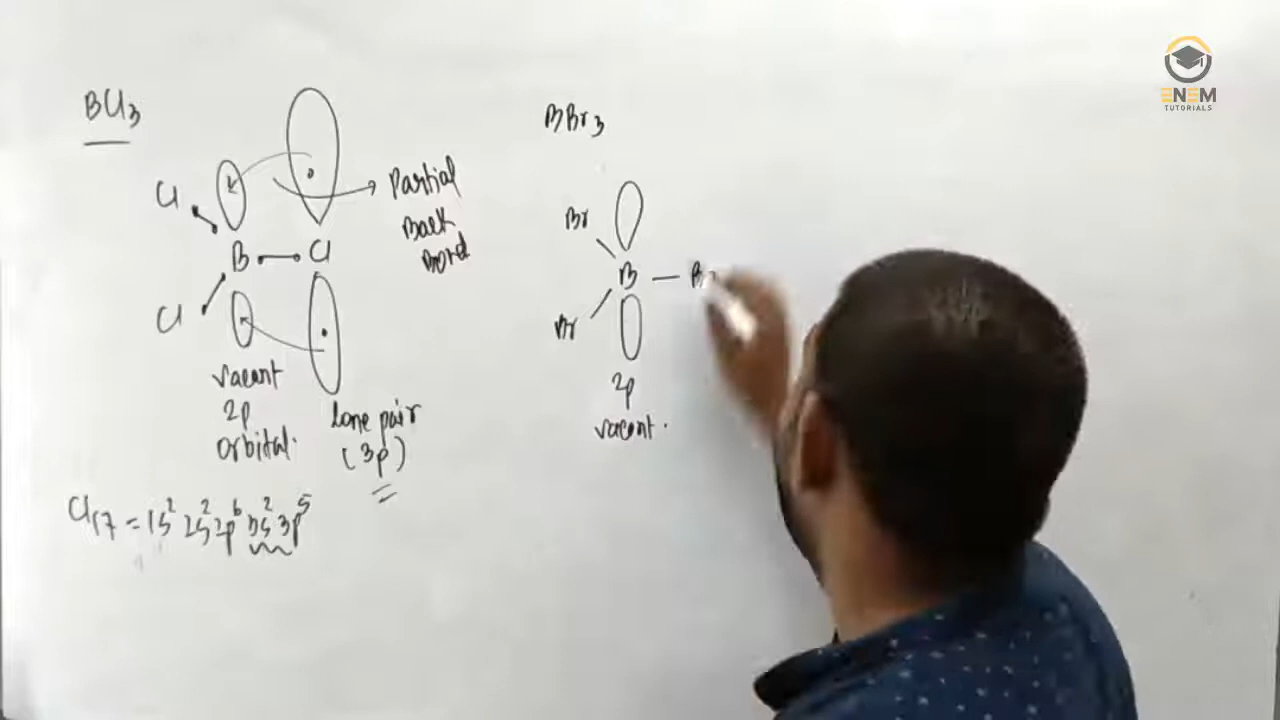 BCl3
Cl
B
Cl
Cl
Partial
Back
Bond
vacant
2p
orbital.
lone pair
(3p)
Cl17 = 1s² 2s² 2p⁶ 3s² 3p⁵
BBr3
Br
B
Br
Br
2p
vacant.
ENEM
TUTORIALS